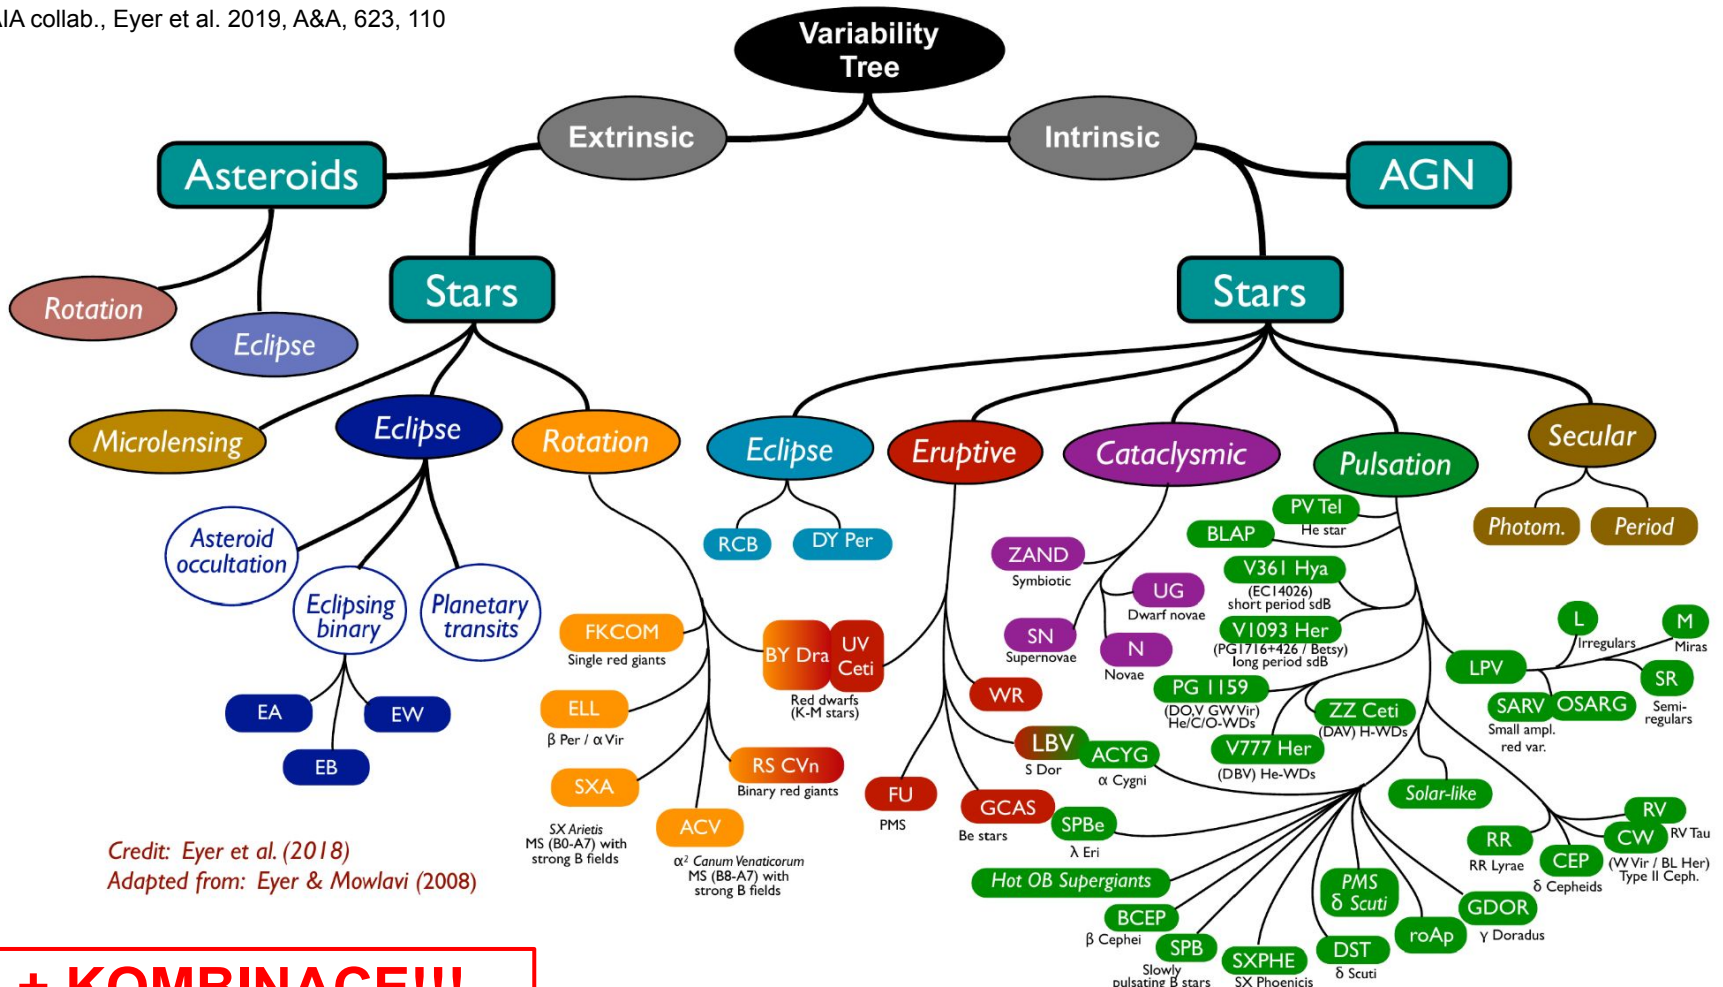 AIA collab., Eyer et al. 2019, A&A, 623, 110
Variability
Tree
Extrinsic
Intrinsic
Asteroids
AGN
Rotation
Eclipse
Stars
Stars
Microlensing
Eclipse
Rotation
Eclipse
Eruptive
Cataclysmic
Pulsation
Secular
Asteroid
occultation
Eclipsing
binary
Planetary
transits
EA
EB
EW
FKCOM
Single red giants
ELL
β Per / α Vir
SXA
SX Arietis
MS (B0-A7) with
strong B fields
ACV
α² Canum Venaticorum
MS (B8-A7) with
strong B fields
RS CVn
Binary red giants
BY Dra
UV
Ceti
Red dwarfs
(K-M stars)
RCB
DY Per
FU
PMS
GCAS
Be stars
WR
LBV
S Dor
ACYG
α Cygni
ZAND
Symbiotic
SN
Supernovae
N
Novae
UG
Dwarf novae
PV Tel
He star
BLAP
V361 Hya
(EC14026)
short period sdB
V1093 Her
(PG1716+426 / Betsy)
long period sdB
PG 1159
(DO,V GW Vir)
He/C/O-WDs
ZZ Ceti
(DAV) H-WDs
V777 Her
(DBV) He-WDs
Photom.
Period
L
Irregulars
M
Miras
LPV
SR
Semi-
regulars
SARV
Small ampl.
red var.
OSARG
Solar-like
RV
RV Tau
CW
(W Vir / BL Her)
Type II Ceph.
RR
RR Lyrae
CEP
δ Cepheids
SPBe
λ Eri
Hot OB Supergiants
BCEP
β Cephei
SPB
Slowly
pulsating B stars
SXPHE
SX Phoenicis
DST
δ Scuti
PMS
δ Scuti
roAp
GDOR
γ Doradus
Credit: Eyer et al. (2018)
Adapted from: Eyer & Mowlavi (2008)
+ KOMBINACE!!!